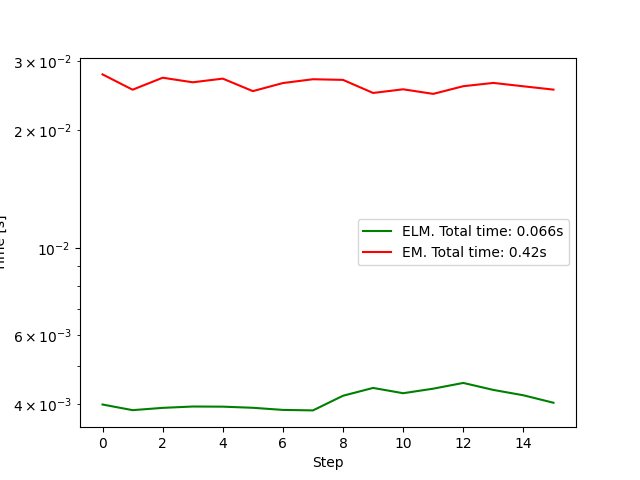 3 × 10⁻²
2 × 10⁻²
10⁻²
6 × 10⁻³
4 × 10⁻³
ELM. Total time: 0.066s
EM. Total time: 0.42s
0 2 4 6 8 10 12 14
Step
[s]